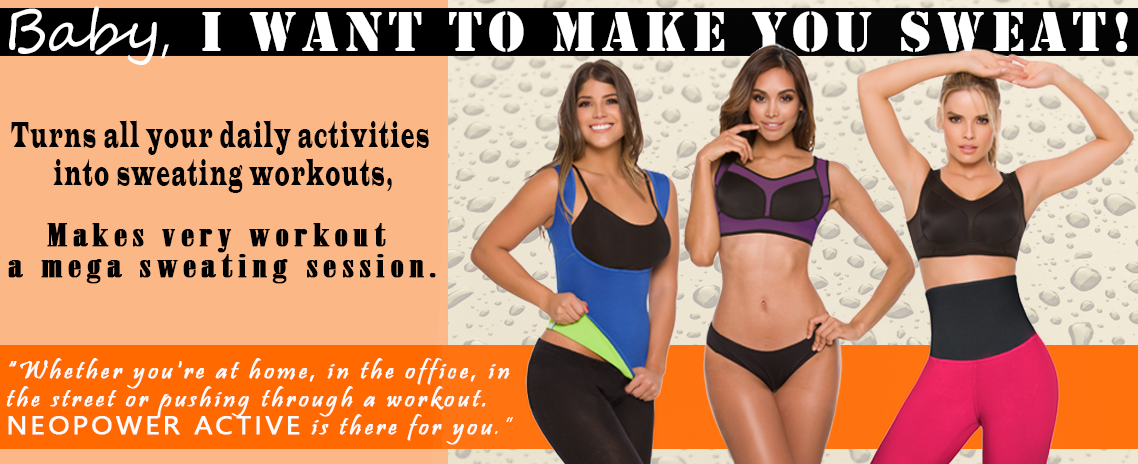 Baby, I WANT TO MAKE YOU SWEAT!
Turns all your daily activities
into sweating workouts,
Makes very workout
a mega sweating session.
"Whether you're at home, in the office, in
the street or pushing through a workout.
NEOPOWER ACTIVE is there for you."